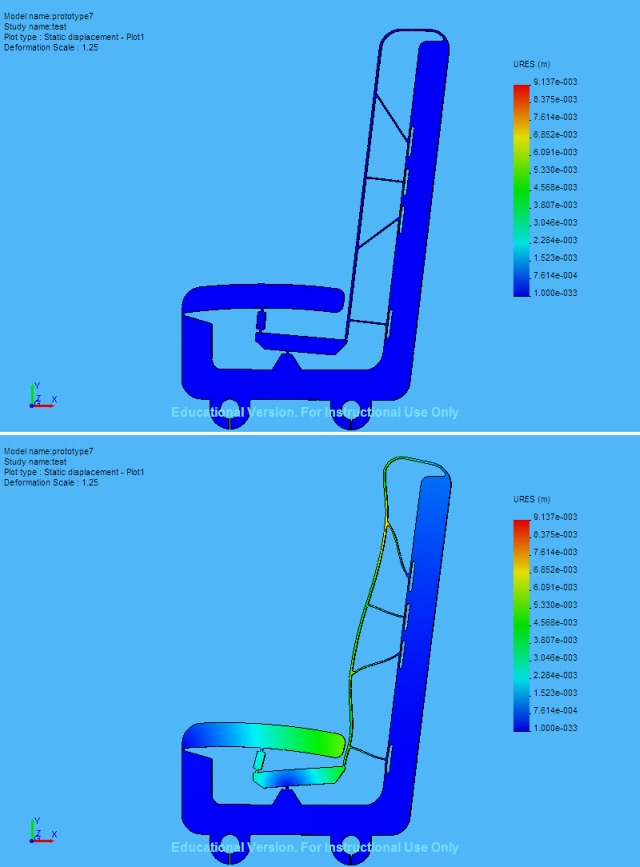 Model name:prototype7
Study name:test
Plot type : Static displacement - Plot1
Deformation Scale : 1.25
URES (m)
9.137e-003
8.375e-003
7.614e-003
6.852e-003
6.091e-003
5.330e-003
4.568e-003
3.807e-003
3.046e-003
2.284e-003
1.523e-003
7.614e-004
1.000e-033
Y
Z X
Educational Version. For Instructional Use Only
Model name:prototype7
Study name:test
Plot type : Static displacement - Plot1
Deformation Scale : 1.25
URES (m)
9.137e-003
8.375e-003
7.614e-003
6.852e-003
6.091e-003
5.330e-003
4.568e-003
3.807e-003
3.046e-003
2.284e-003
1.523e-003
7.614e-004
1.000e-033
Y
Z X
Educational Version. For Instructional Use Only